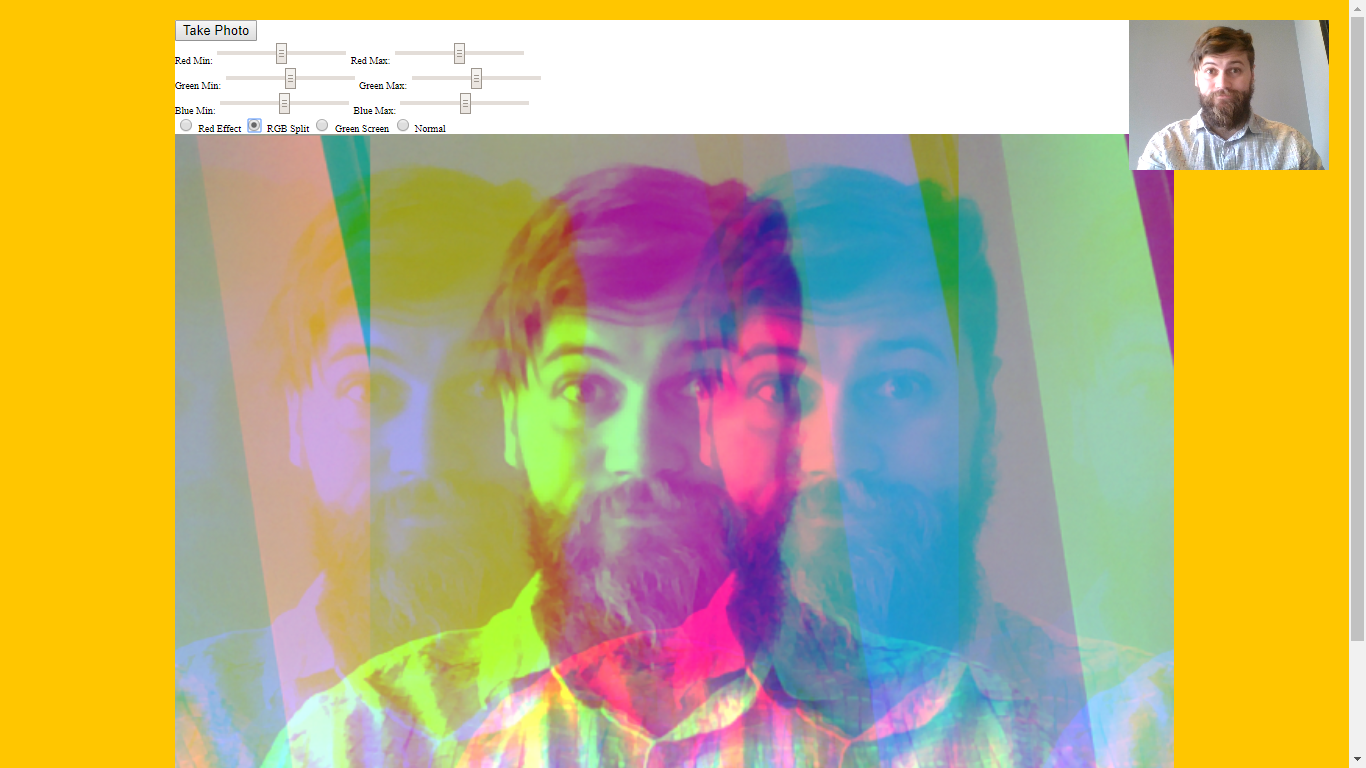 Take Photo
Red Min: Red Max:
Green Min: Green Max:
Blue Min: Blue Max:
Red Effect RGB Split Green Screen Normal